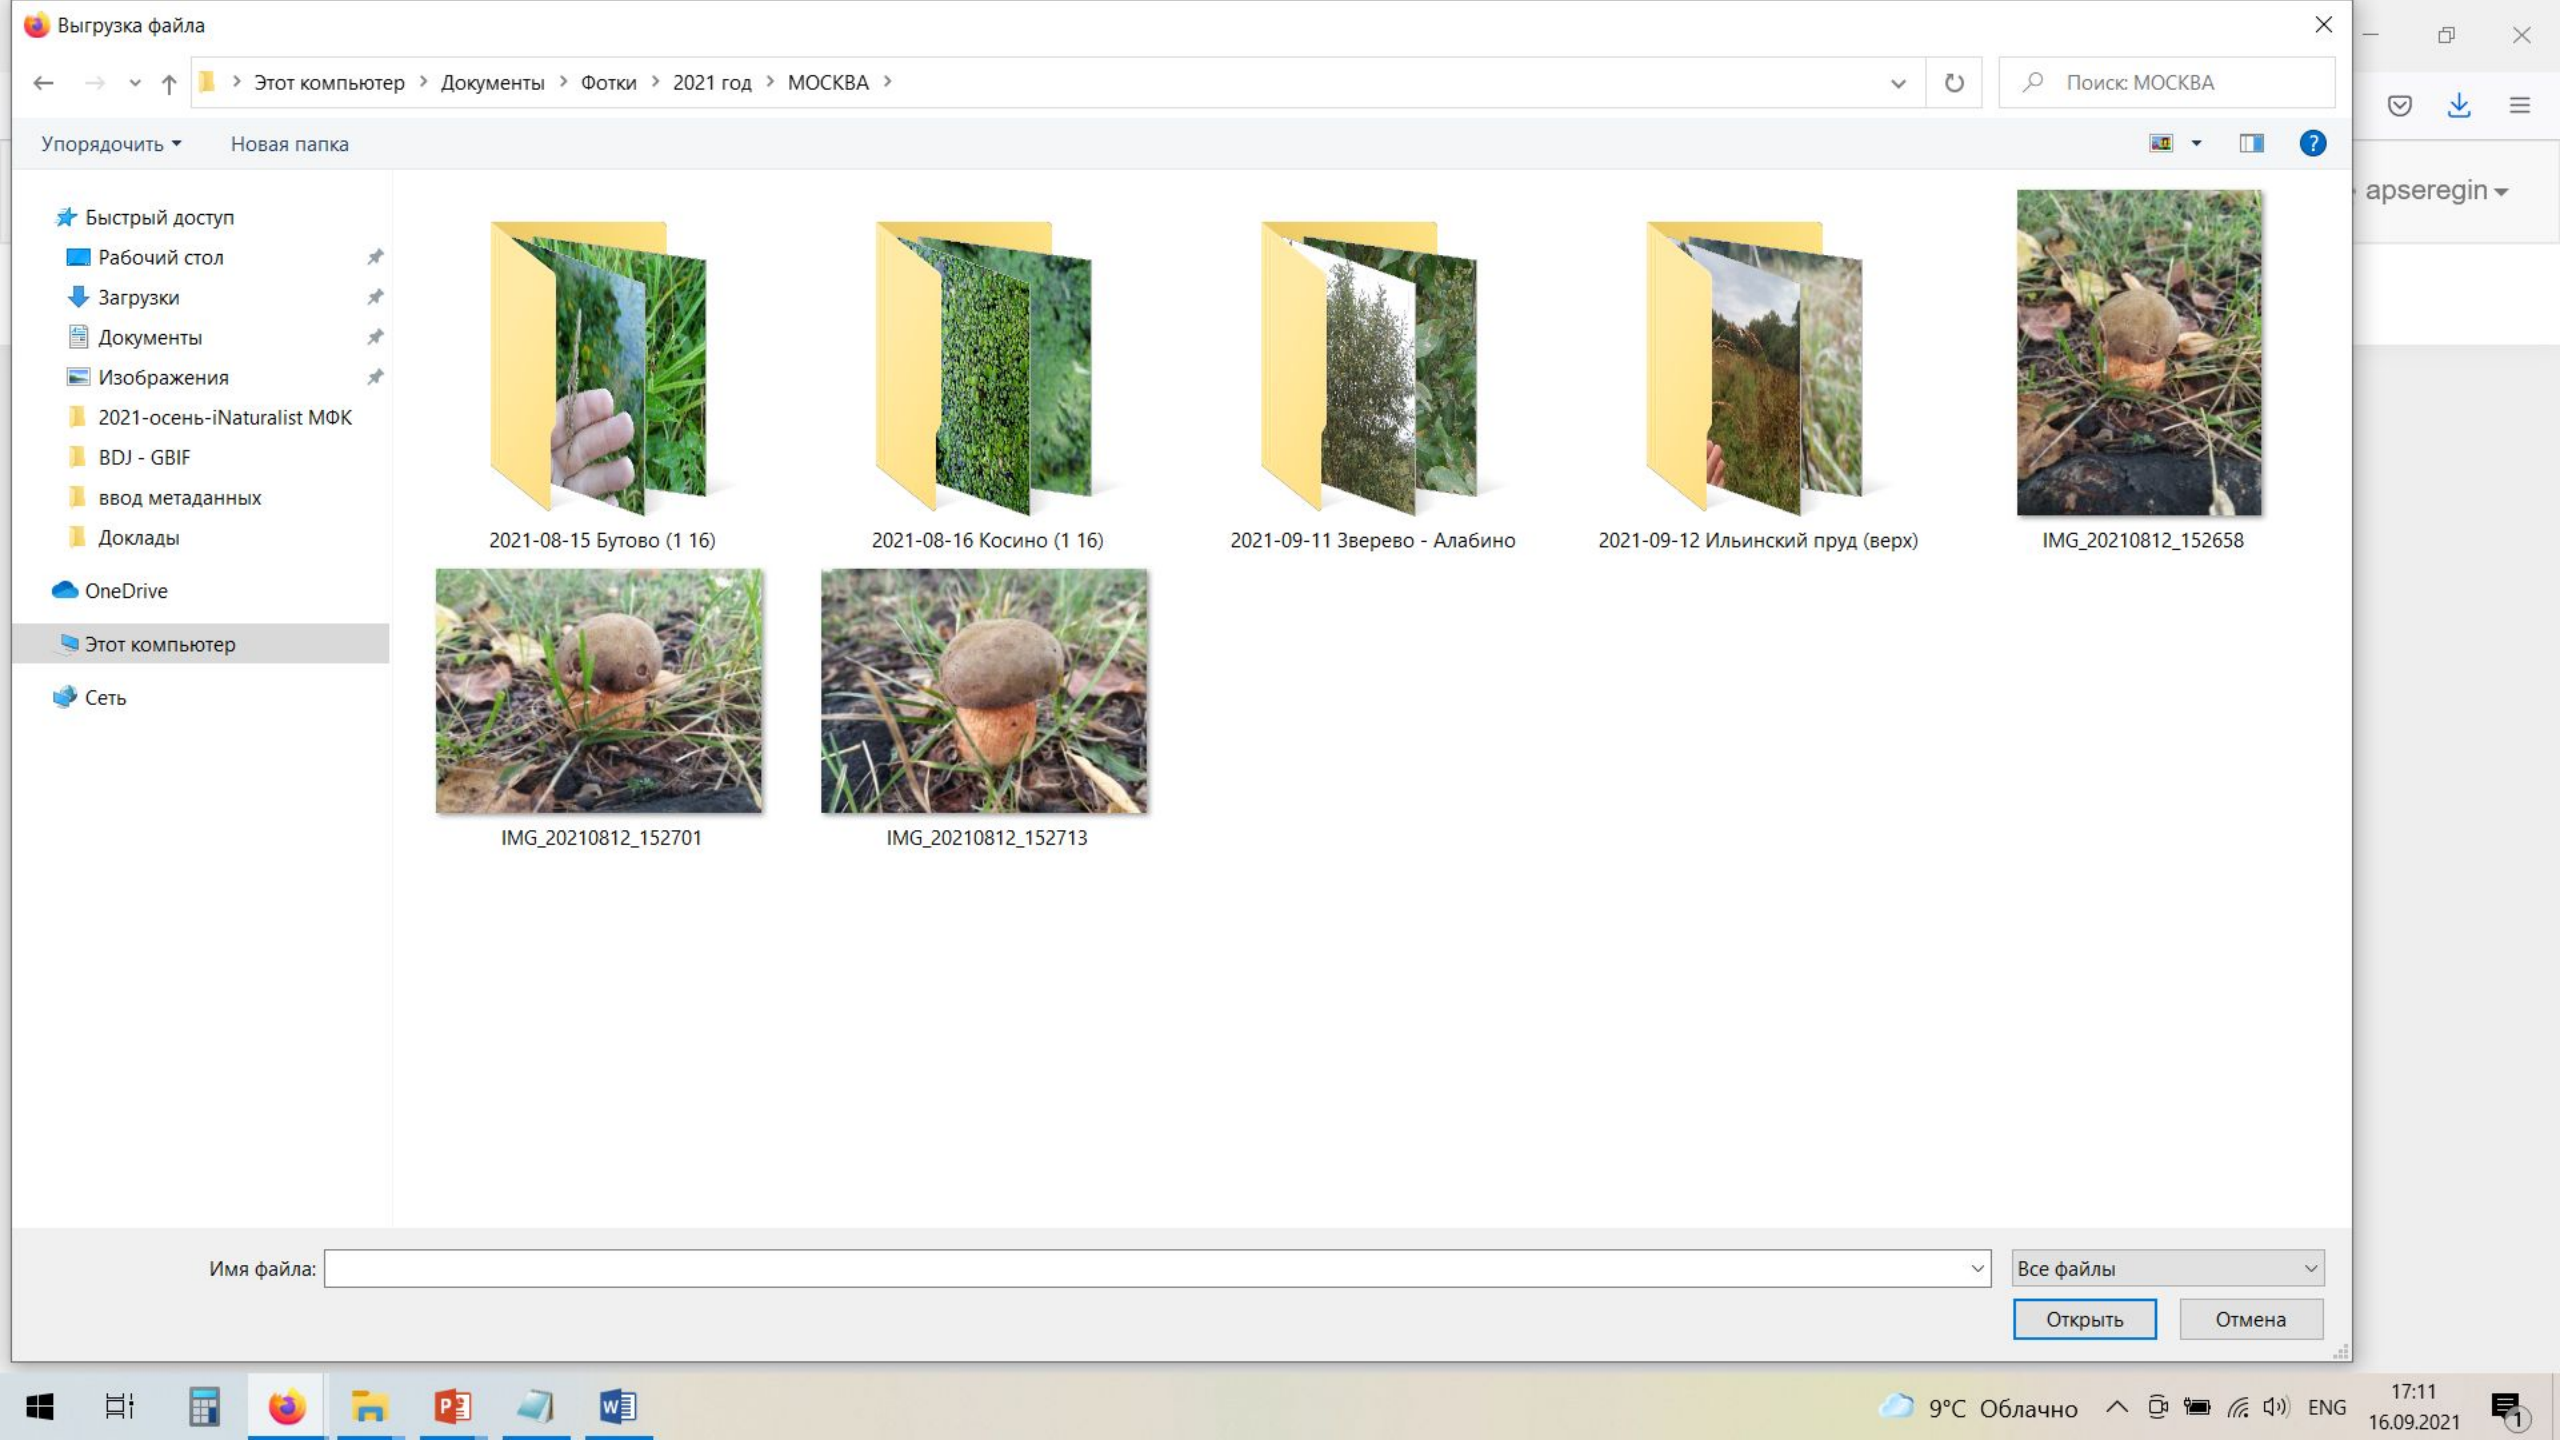 Выгрузка файла
Этот компьютер > Документы > Фотки > 2021 год > МОСКВА >
Поиск: МОСКВА
Упорядочить
Новая папка
apseregin
Быстрый доступ
Рабочий стол
Загрузки
Документы
Изображения
2021-осень-iNaturalist МФК
BDJ - GBIF
ввод метаданных
Доклады
OneDrive
Этот компьютер
Сеть
2021-08-15 Бутово (1 16)
2021-08-16 Косино (1 16)
2021-09-11 Зверево - Алабино
2021-09-12 Ильинский пруд (верх)
IMG_20210812_152658
IMG_20210812_152701
IMG_20210812_152713
Имя файла:
Все файлы
Открыть
Отмена
9°C Облачно
ENG
17:11
16.09.2021
1